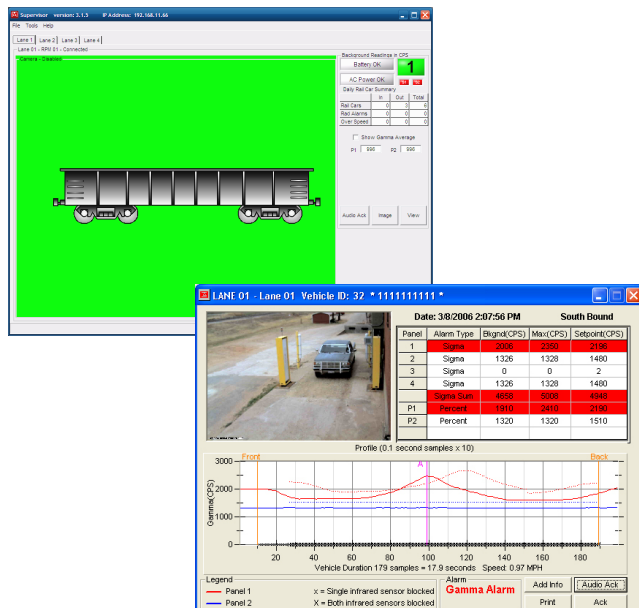 Supervisor version: 3.1.5 IP Address: 192.168.11.66
File Tools Help
Lane 1 Lane 2 Lane 3 Lane 4
Lane 01 - RPM 01 - Connected
Camera - Disabled
Background Readings in CPS
Battery OK
1
AC Power OK
Daily Rail Car Summary
In Out Total
Rail Cars 0 3 6
Rad Alarms 0 0 0
Over Speed 0 0 0
Show Gamma Average
P1 996 P2 996
Audio Ack Image View
LANE 01 - Lane 01 Vehicle ID: 32 * 1111111111 *
Date: 3/8/2006 2:07:56 PM South Bound
Panel Alarm Type Bkgnd(CPS) Max(CPS) Setpoint(CPS)
1 Sigma 2006 2350 2196
2 Sigma 1326 1328 1480
3 Sigma 0 0 2
4 Sigma 1326 1328 1480
Sigma Sum 4658 5006 4943
P1 Percent 1910 2410 2190
P2 Percent 1320 1320 1510
Profile (0.1 second samples x 10)
Front Back
Gamma(CPS)
3000
2000
1000
0
A
20 40 60 80 100 120 140 160 180
Vehicle Duration 179 samples = 17.9 seconds Speed: 0.97 MPH
Legend
Panel 1 x = Single infrared sensor blocked
Panel 2 X = Both infrared sensors blocked
Alarm
Gamma Alarm
Add Info Audio Ack
Print Ack